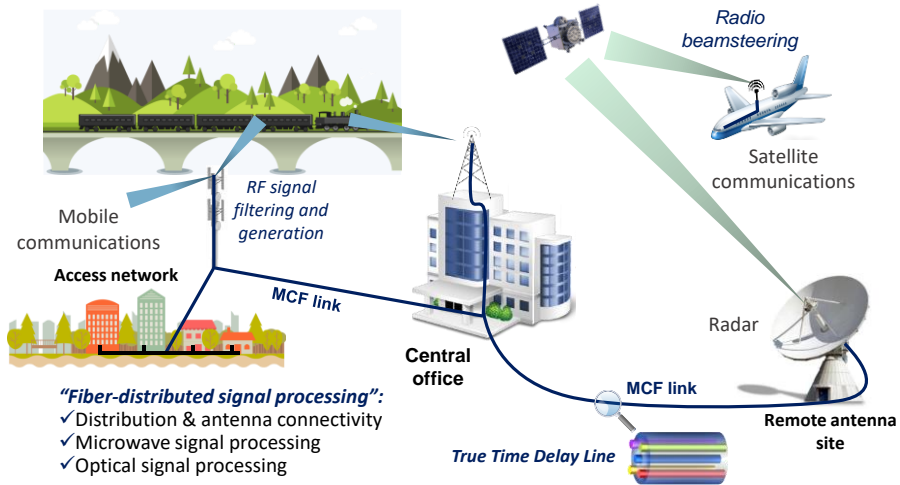 Radio
beamsteering
Satellite
communications
RF signal
filtering and
generation
Mobile
communications
Access network
MCF link
Radar
Central
office
MCF link
Remote antenna
site
“Fiber-distributed signal processing”:
✓Distribution & antenna connectivity
✓Microwave signal processing
✓Optical signal processing
True Time Delay Line